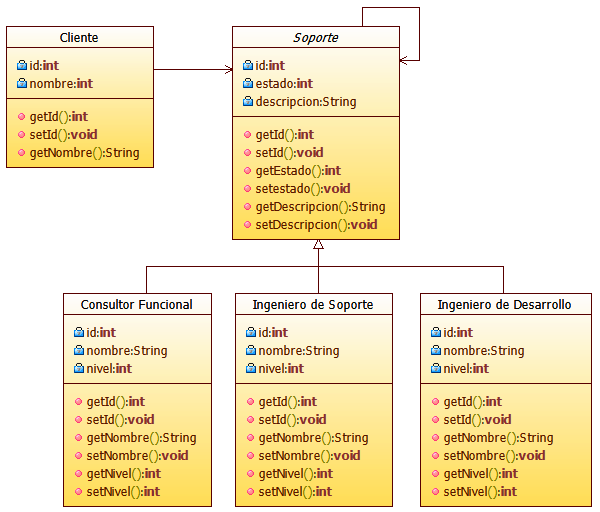 Cliente
id:int
nombre:int
getId():int
setId():void
getNombre():String
Soporte
id:int
estado:int
descripcion:String
getId():int
setId():void
getEstado():int
setestado():void
getDescripcion():String
setDescripcion():void
Consultor Funcional
id:int
nombre:String
nivel:int
getId():int
setId():void
getNombre():String
setNombre():void
getNivel():int
setNivel():int
Ingeniero de Soporte
id:int
nombre:String
nivel:int
getId():int
setId():void
getNombre():String
setNombre():void
getNivel():int
setNivel():int
Ingeniero de Desarrollo
id:int
nombre:String
nivel:int
getId():int
setId():void
getNombre():String
setNombre():void
getNivel():int
setNivel():int